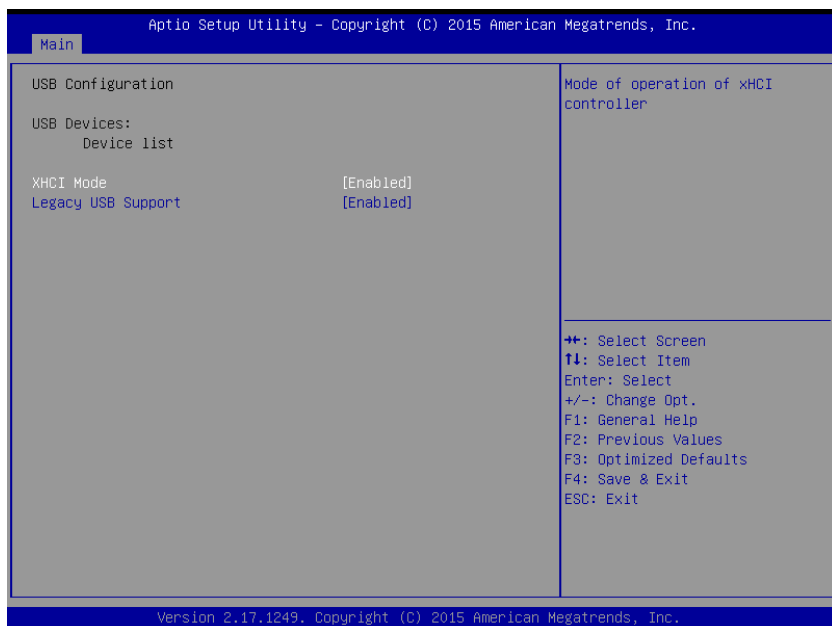 Aptio Setup Utility – Copyright (C) 2015 American Megatrends, Inc.
Main
USB Configuration
USB Devices:
Device list
XHCI Mode [Enabled]
Legacy USB Support [Enabled]
Mode of operation of xHCI
controller
→←: Select Screen
↑↓: Select Item
Enter: Select
+/-: Change Opt.
F1: General Help
F2: Previous Values
F3: Optimized Defaults
F4: Save & Exit
ESC: Exit
Version 2.17.1249. Copyright (C) 2015 American Megatrends, Inc.